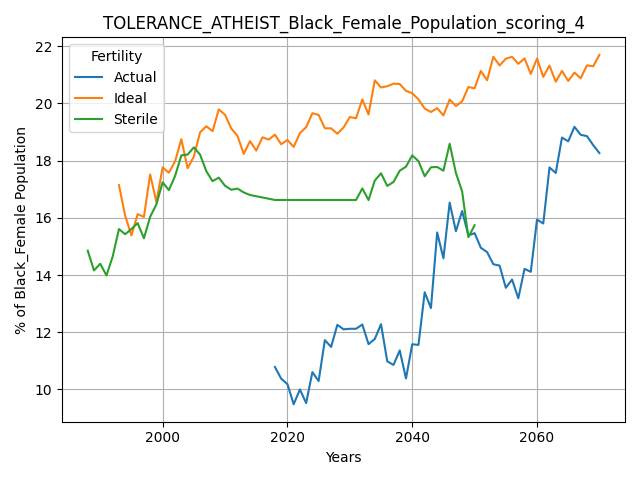 TOLERANCE_ATHEIST_Black_Female_Population_scoring_4
Fertility
Actual
Ideal
Sterile
% of Black_Female Population
22
20
18
16
14
12
10
2000
2020
2040
2060
Years